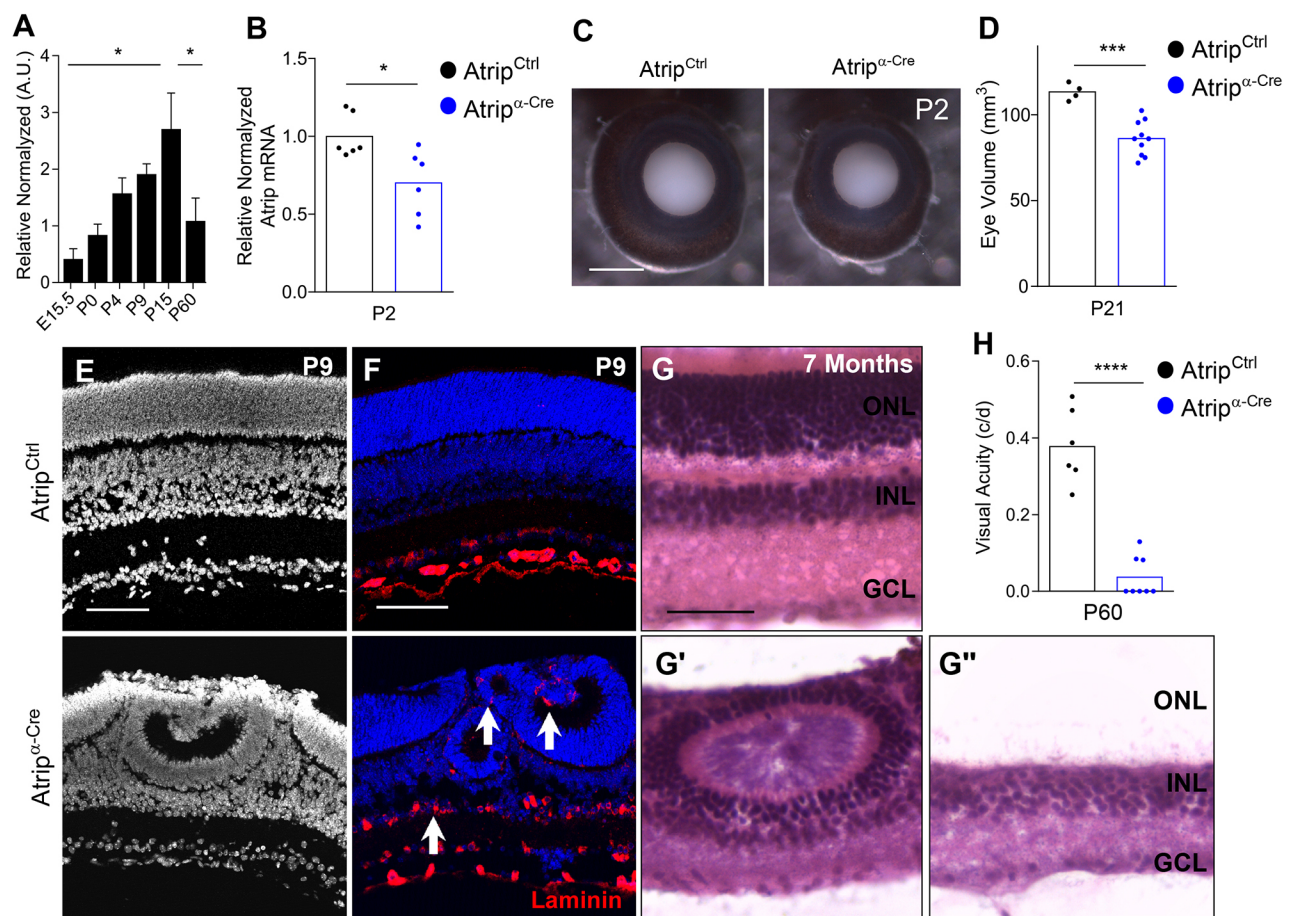 A
Relative Normalyzed (A.U.)
4
3
2
1
0
*
*
E15.5
P0
P4
P9
P15
P60
B
Relative Normalyzed
Atrip mRNA
1.5
1.0
0.5
0.0
*
P2
Atrip^Ctrl
Atrip^α-Cre
C
Atrip^Ctrl
Atrip^α-Cre
P2
D
Eye Volume (mm³)
100
50
0
***
P21
Atrip^Ctrl
Atrip^α-Cre
Atrip^Ctrl
E
P9
F
P9
G
7 Months
ONL
INL
GCL
H
Visual Acuity (c/d)
0.6
0.4
0.2
0.0
****
P60
Atrip^Ctrl
Atrip^α-Cre
Atrip^α-Cre
Laminin
G'
G"
ONL
INL
GCL